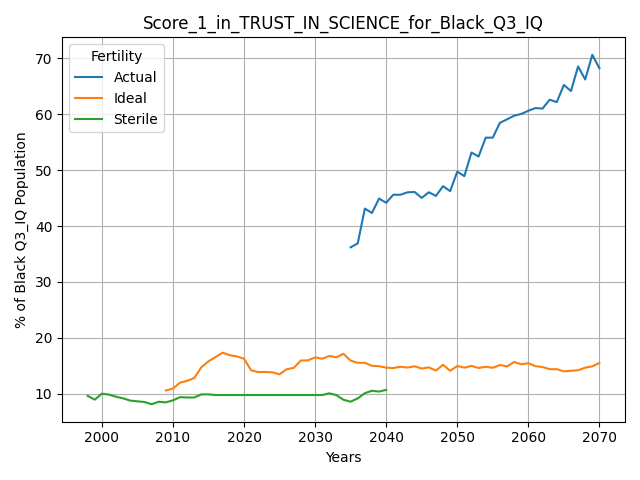 Score_1_in_TRUST_IN_SCIENCE_for_Black_Q3_IQ
Fertility
Actual
Ideal
Sterile
% of Black Q3_IQ Population
70
60
50
40
30
20
10
2000 2010 2020 2030 2040 2050 2060 2070
Years